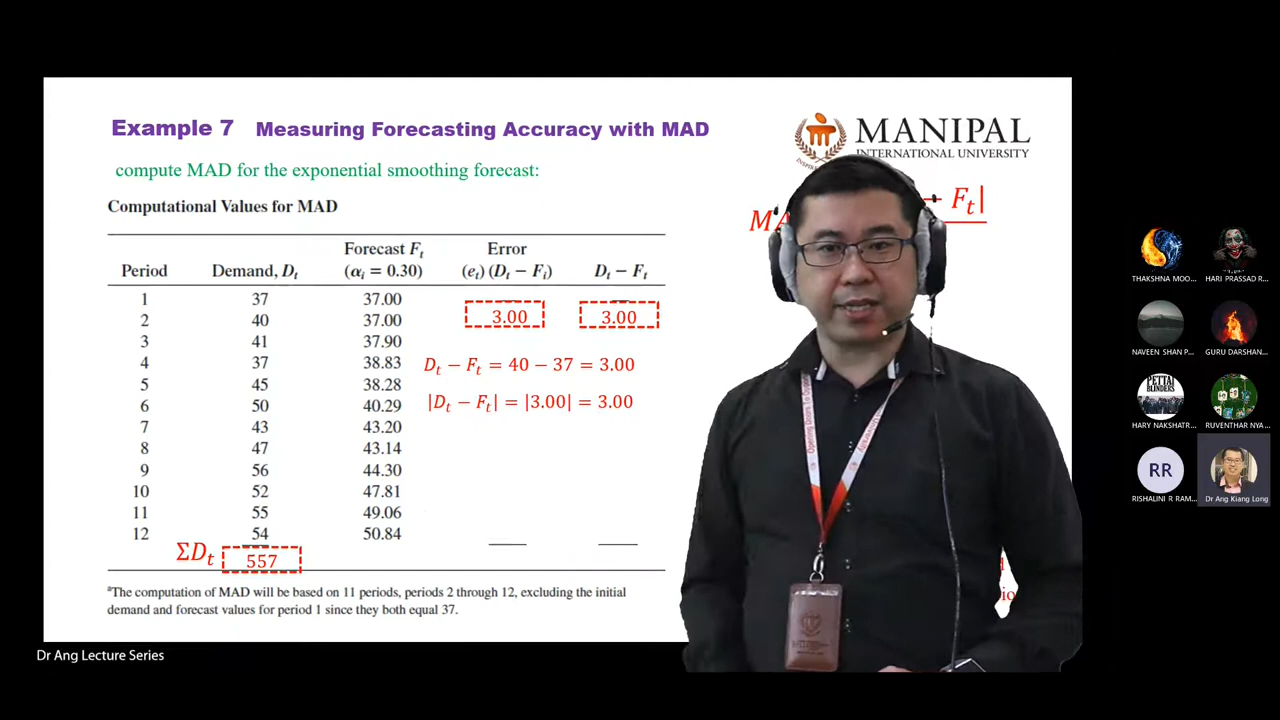 Example 7 Measuring Forecasting Accuracy with MAD
MANIPAL
INTERNATIONAL UNIVERSITY
compute MAD for the exponential smoothing forecast:
− Fₜ|
Computational Values for MAD
Forecast Fₜ Error
Period Demand, Dₜ (αᵢ = 0.30) (eₜ) (Dₜ − Fᵢ) Dₜ − Fₜ
1 37 37.00 —
2 40 37.00 3.00 3.00
3 41 37.90
4 37 38.83 Dₜ − Fₜ = 40 − 37 = 3.00
5 45 38.28
6 50 40.29 |Dₜ − Fₜ| = |3.00| = 3.00
7 43 43.20
8 47 43.14
9 56 44.30
10 52 47.81
11 55 49.06
12 54 50.84
ΣDₜ 557
ᵃThe computation of MAD will be based on 11 periods, periods 2 through 12, excluding the initial
demand and forecast values for period 1 since they both equal 37.
Dr Ang Lecture Series
THAKSHNA MOO... HARI PRASSAD R...
NAVEEN SHAN P... GURU DARSHAN...
PETTAI
BLINDERS
HARY NAKSHATR... RUVENTHAR NYA...
RR
RISHALINI R RAM... Dr Ang Kiang Long